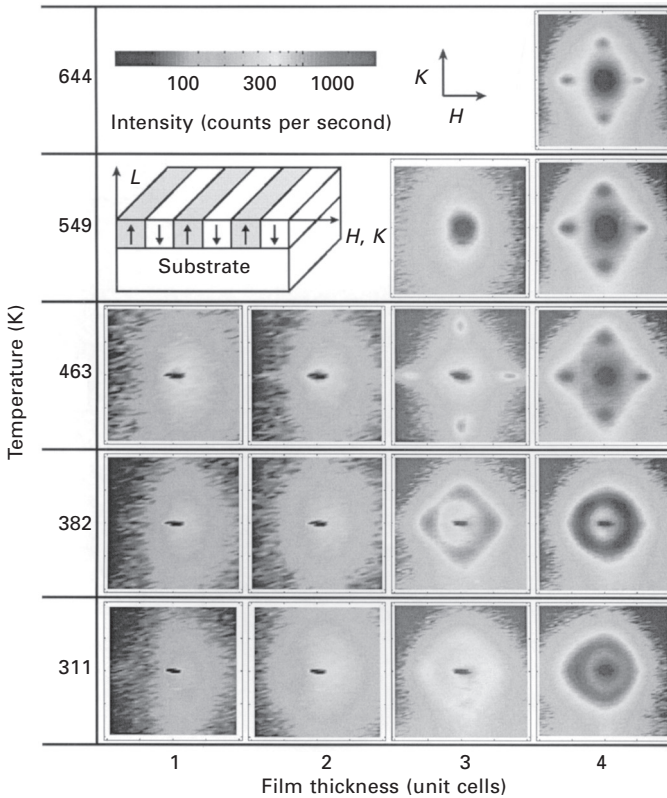 644
100 300 1000
Intensity (counts per second)
K
H
549
L
H, K
Substrate
463
382
311
Temperature (K)
1 2 3 4
Film thickness (unit cells)